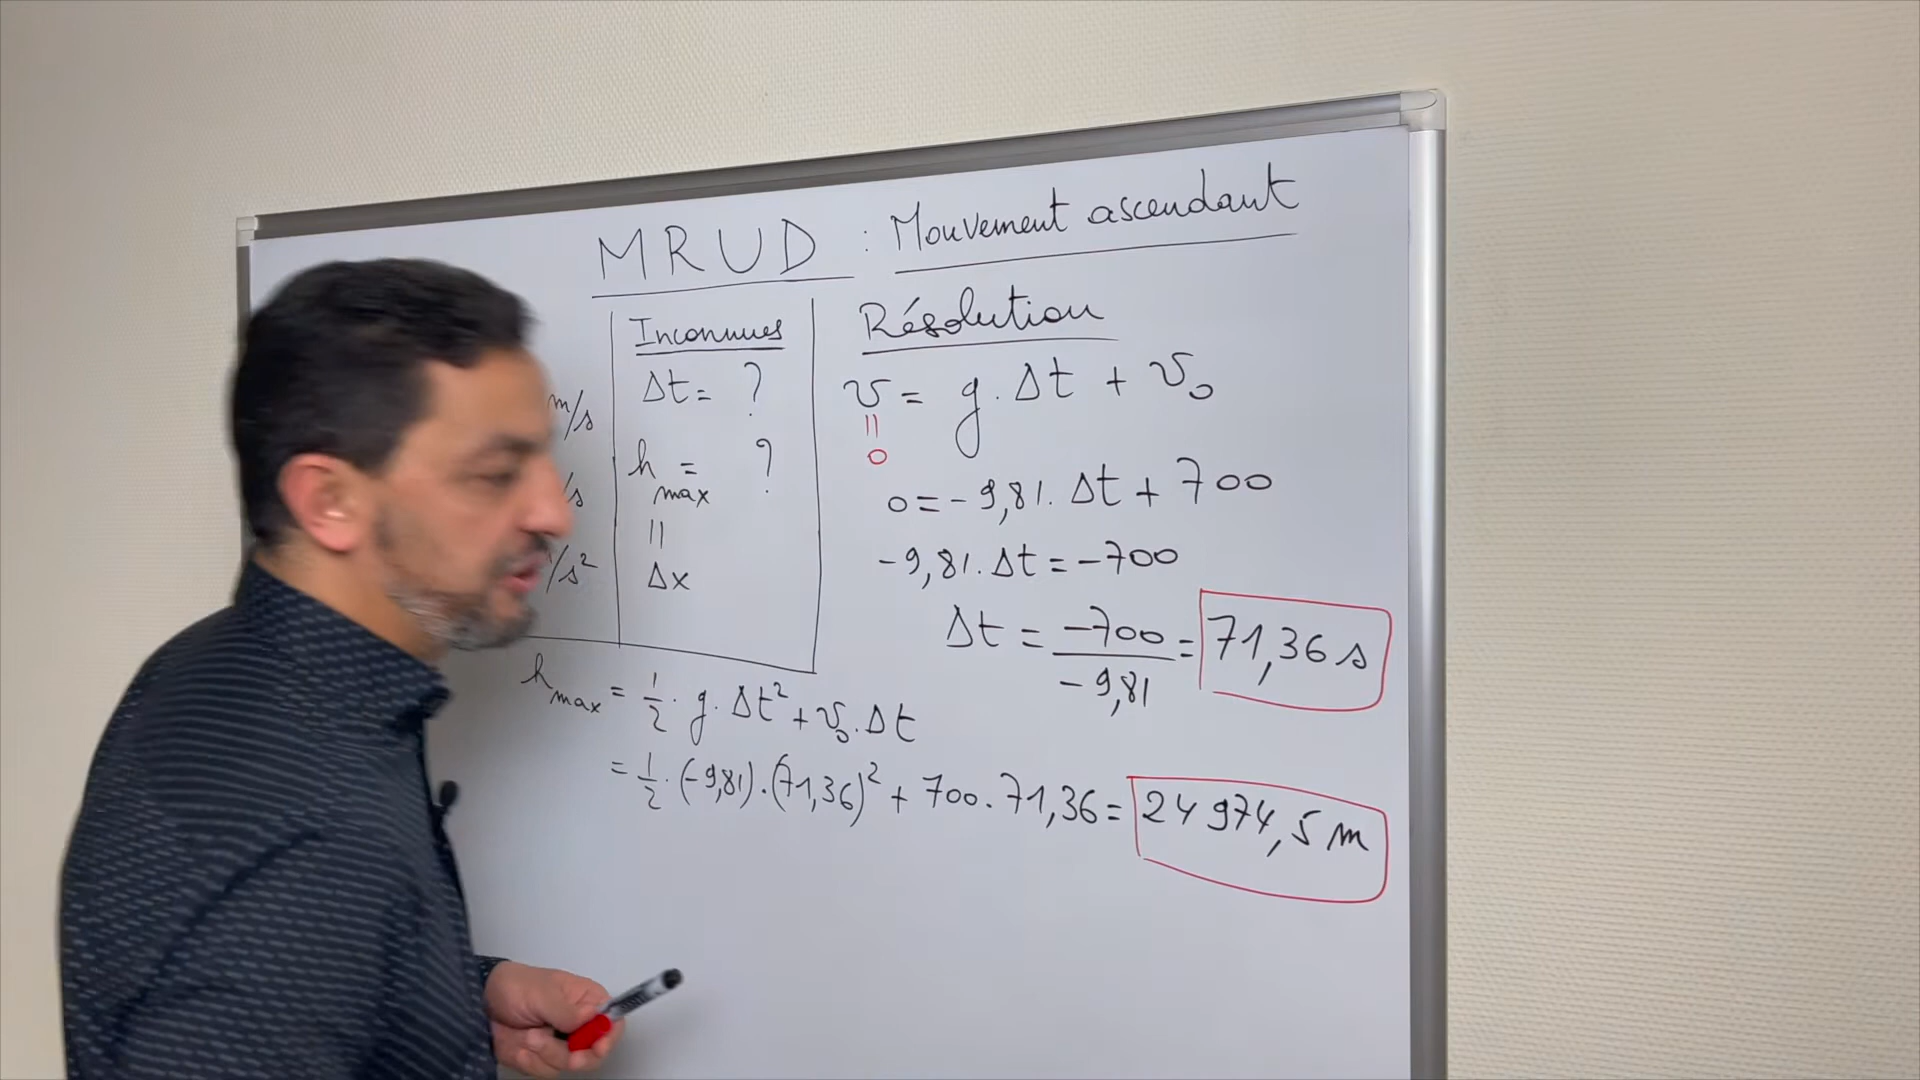 MRUD : Mouvement ascendant
m/s
/s
/s²
Inconnues
Δt = ?
h max = ?
||
Δx
Résolution
v = g . Δt + v₀
||
0
0 = - 9,81 . Δt + 700
- 9,81 . Δt = - 700
Δt = -700 / -9,81 = 71,36 s
h max = 1/2 . g . Δt² + v₀ . Δt
= 1/2 . (-9,81) . (71,36)² + 700 . 71,36 = 24 974,5 m